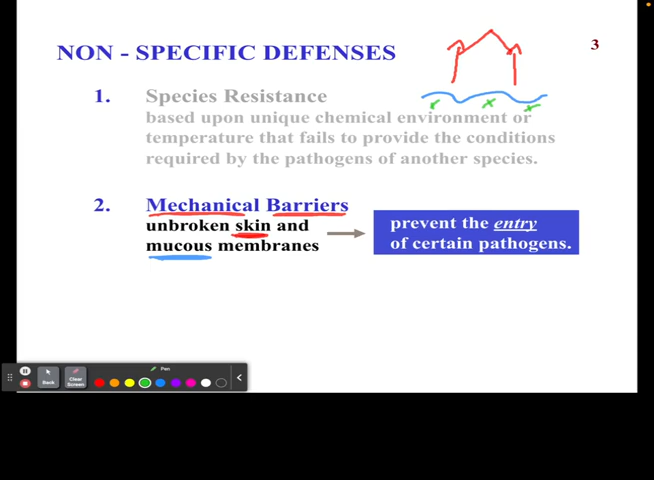 3
NON - SPECIFIC DEFENSES
1. Species Resistance
based upon unique chemical environment or
temperature that fails to provide the conditions
required by the pathogens of another species.
2. Mechanical Barriers
unbroken skin and
mucous membranes
prevent the entry
of certain pathogens.
Pen
Back
Clear
Screen